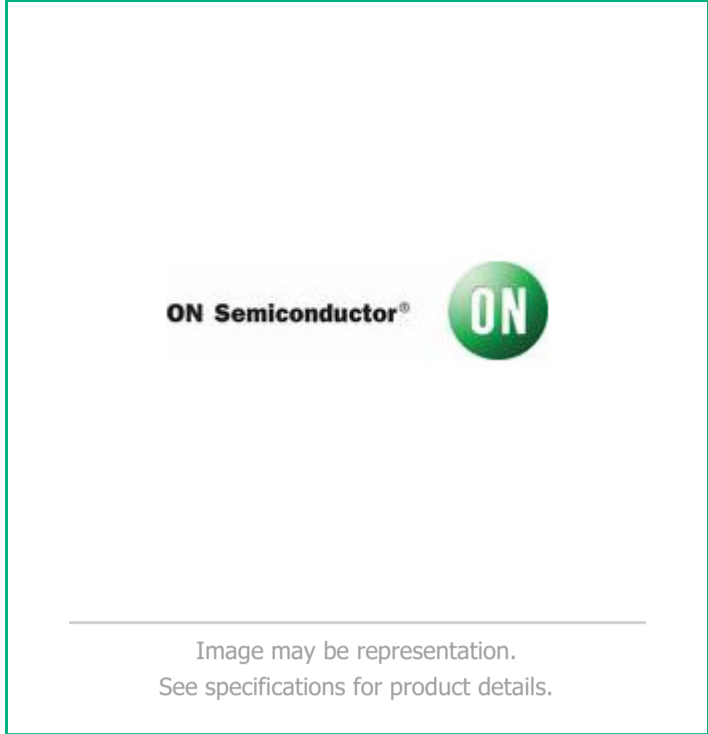 ON Semiconductor®
ON
Image may be representation.
See specifications for product details.